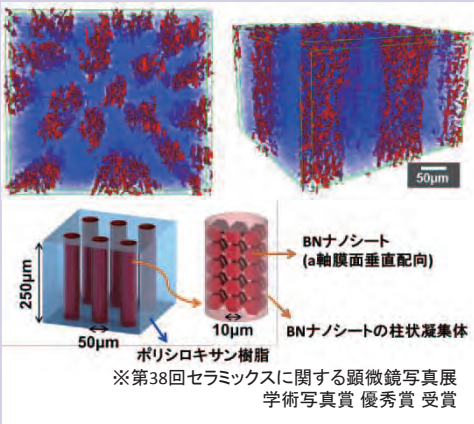 50μm
BNナノシート
(a軸膜面垂直配向)
250μm
50μm
10μm
BNナノシートの柱状凝集体
ポリシロキサン樹脂
※第38回セラミックスに関する顕微鏡写真展
学術写真賞 優秀賞 受賞